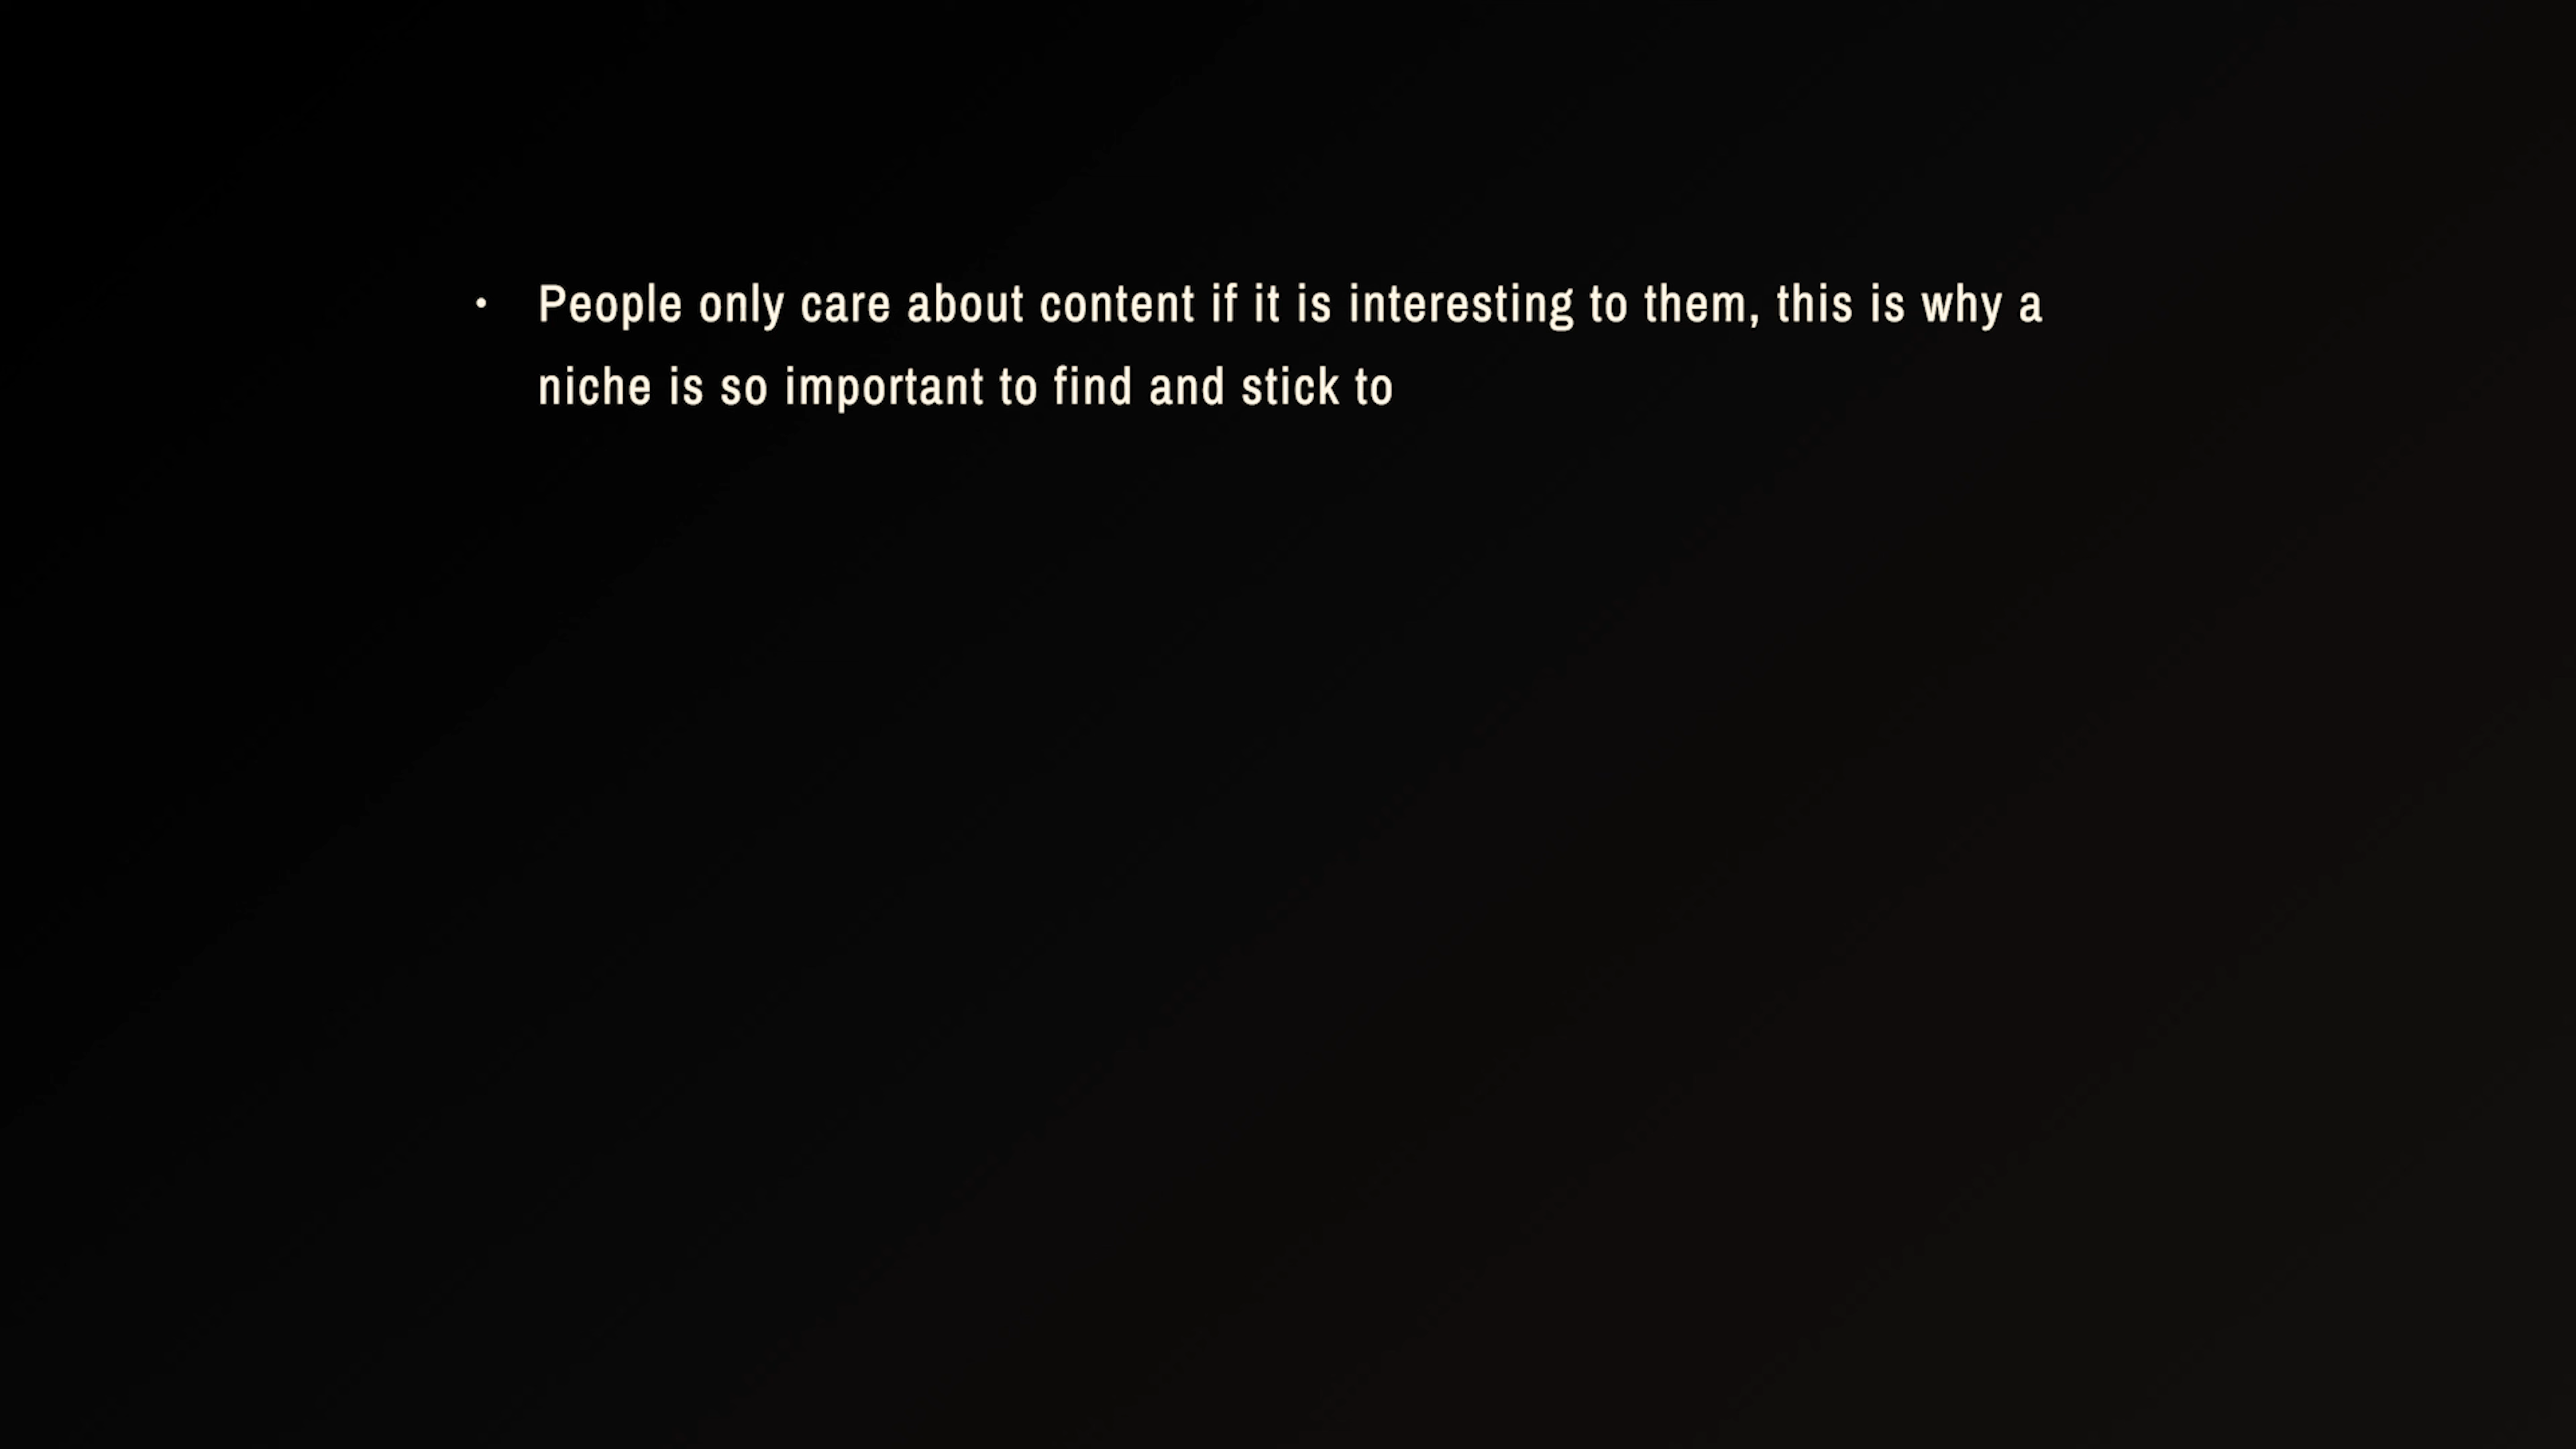 • People only care about content if it is interesting to them, this is why a
niche is so important to find and stick to